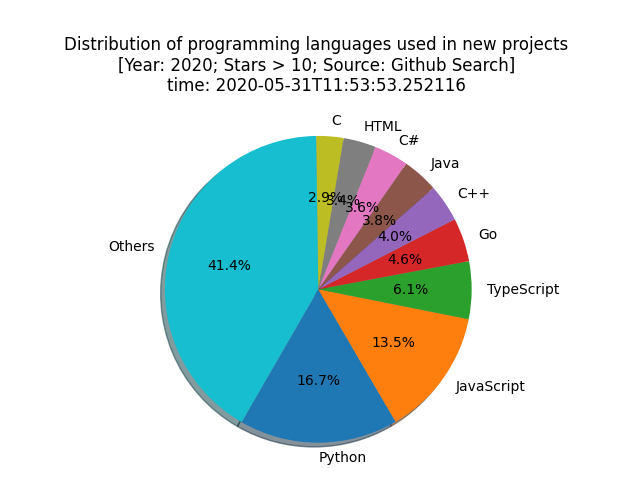 Distribution of programming languages used in new projects
[Year: 2020; Stars > 10; Source: Github Search]
time: 2020-05-31T11:53:53.252116
C
HTML
C#
Java
C++
Go
TypeScript
JavaScript
Python
Others
2.9%
3.4%
3.6%
3.8%
4.0%
4.6%
6.1%
13.5%
16.7%
41.4%